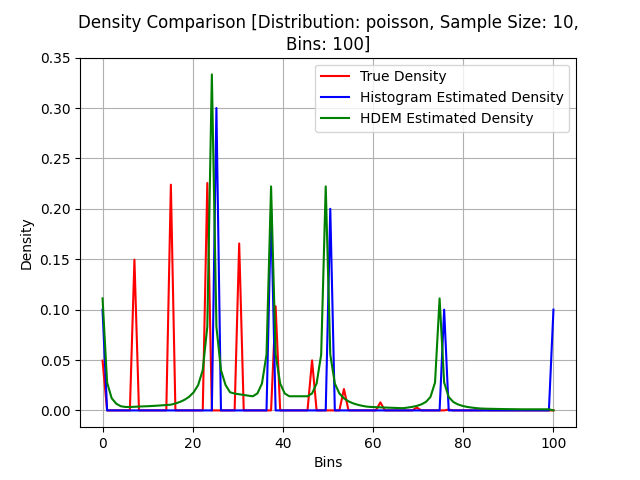 Density Comparison [Distribution: poisson, Sample Size: 10,
Bins: 100]
True Density
Histogram Estimated Density
HDEM Estimated Density
Density
0.35
0.30
0.25
0.20
0.15
0.10
0.05
0.00
0 20 40 60 80 100
Bins